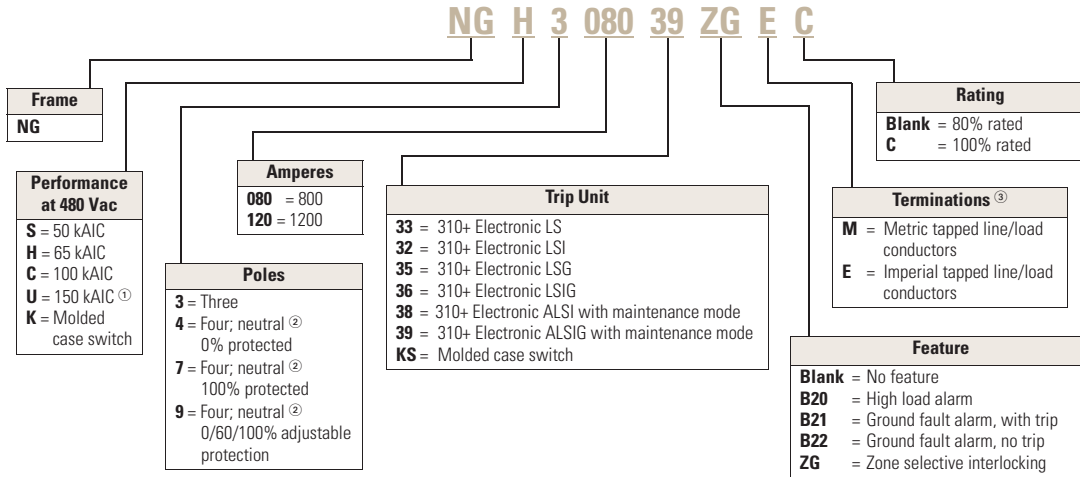 NG H 3 080 39 ZG E C
Frame
NG
Performance
at 480 Vac
S = 50 kAIC
H = 65 kAIC
C = 100 kAIC
U = 150 kAIC ①
K = Molded
case switch
Poles
3 = Three
4 = Four; neutral ②
0% protected
7 = Four; neutral ②
100% protected
9 = Four; neutral ②
0/60/100% adjustable
protection
Amperes
080 = 800
120 = 1200
Trip Unit
33 = 310+ Electronic LS
32 = 310+ Electronic LSI
35 = 310+ Electronic LSG
36 = 310+ Electronic LSIG
38 = 310+ Electronic ALSI with maintenance mode
39 = 310+ Electronic ALSIG with maintenance mode
KS = Molded case switch
Rating
Blank = 80% rated
C = 100% rated
Terminations ③
M = Metric tapped line/load
conductors
E = Imperial tapped line/load
conductors
Feature
Blank = No feature
B20 = High load alarm
B21 = Ground fault alarm, with trip
B22 = Ground fault alarm, no trip
ZG = Zone selective interlocking